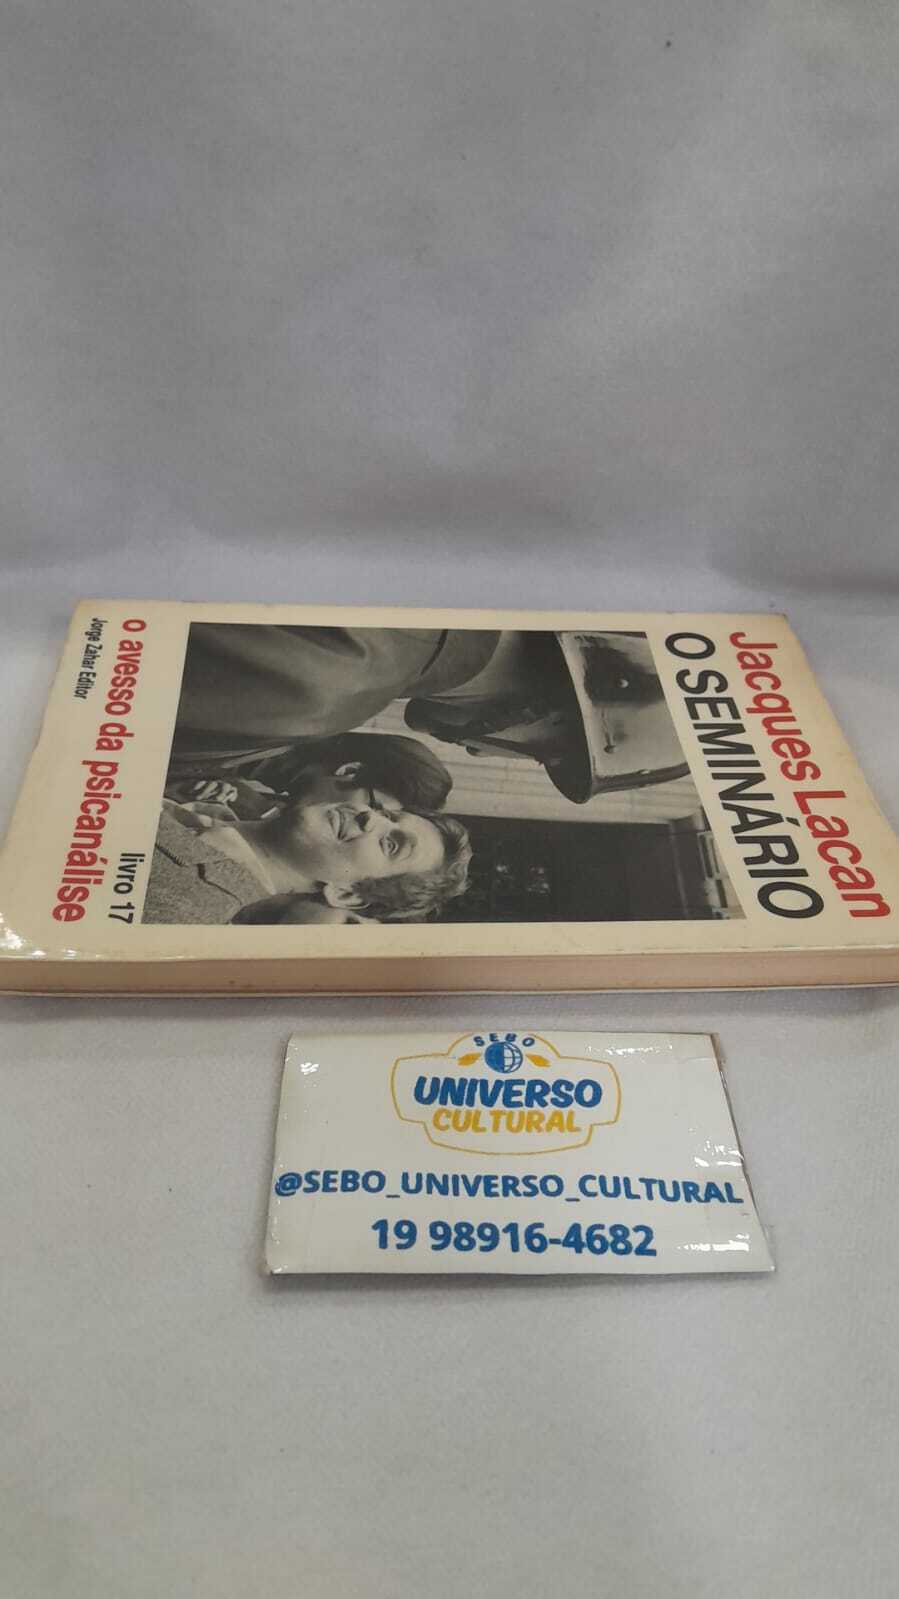 Jacques Lacan
O SEMINÁRIO
livro 17
o avesso da psicanálise
Jorge Zahar Editor
SEBO
UNIVERSO
CULTURAL
@SEBO_UNIVERSO_CULTURAL
19 98916-4682